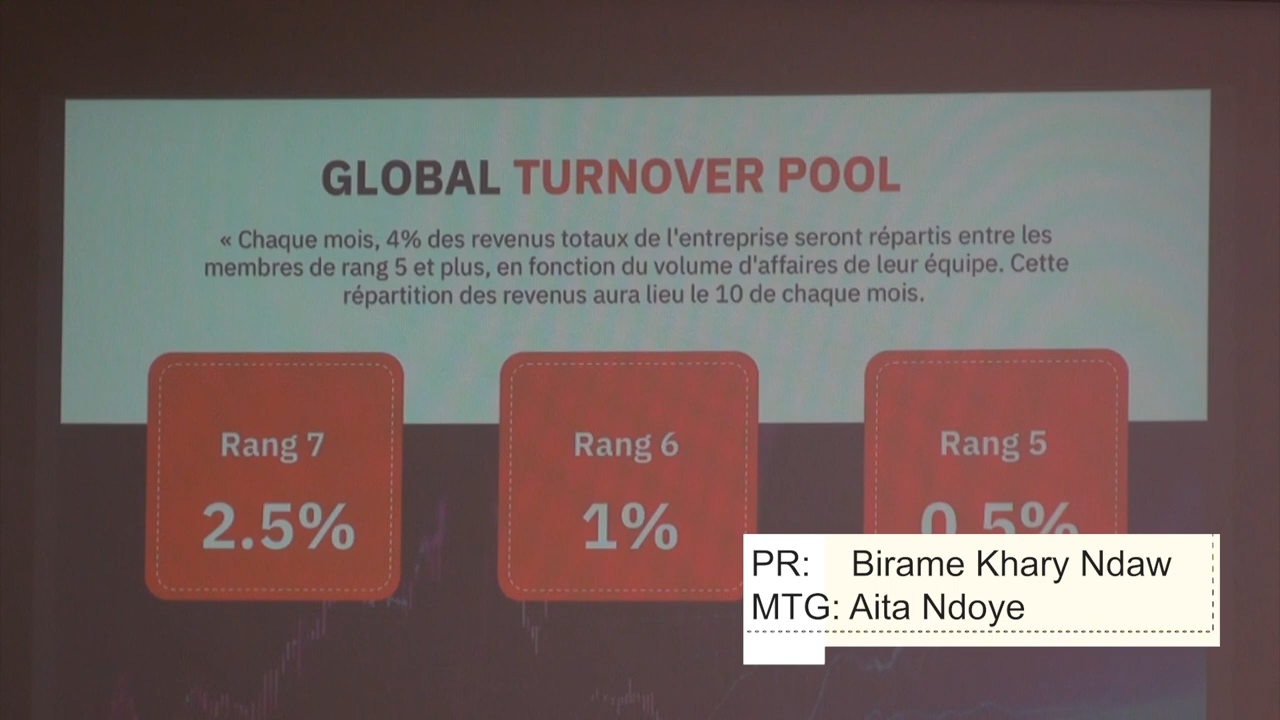 GLOBAL TURNOVER POOL
« Chaque mois, 4% des revenus totaux de l'entreprise seront répartis entre les
membres de rang 5 et plus, en fonction du volume d'affaires de leur équipe. Cette
répartition des revenus aura lieu le 10 de chaque mois.
Rang 7
2.5%
Rang 6
1%
Rang 5
0.5%
PR: Birame Khary Ndaw
MTG: Aita Ndoye